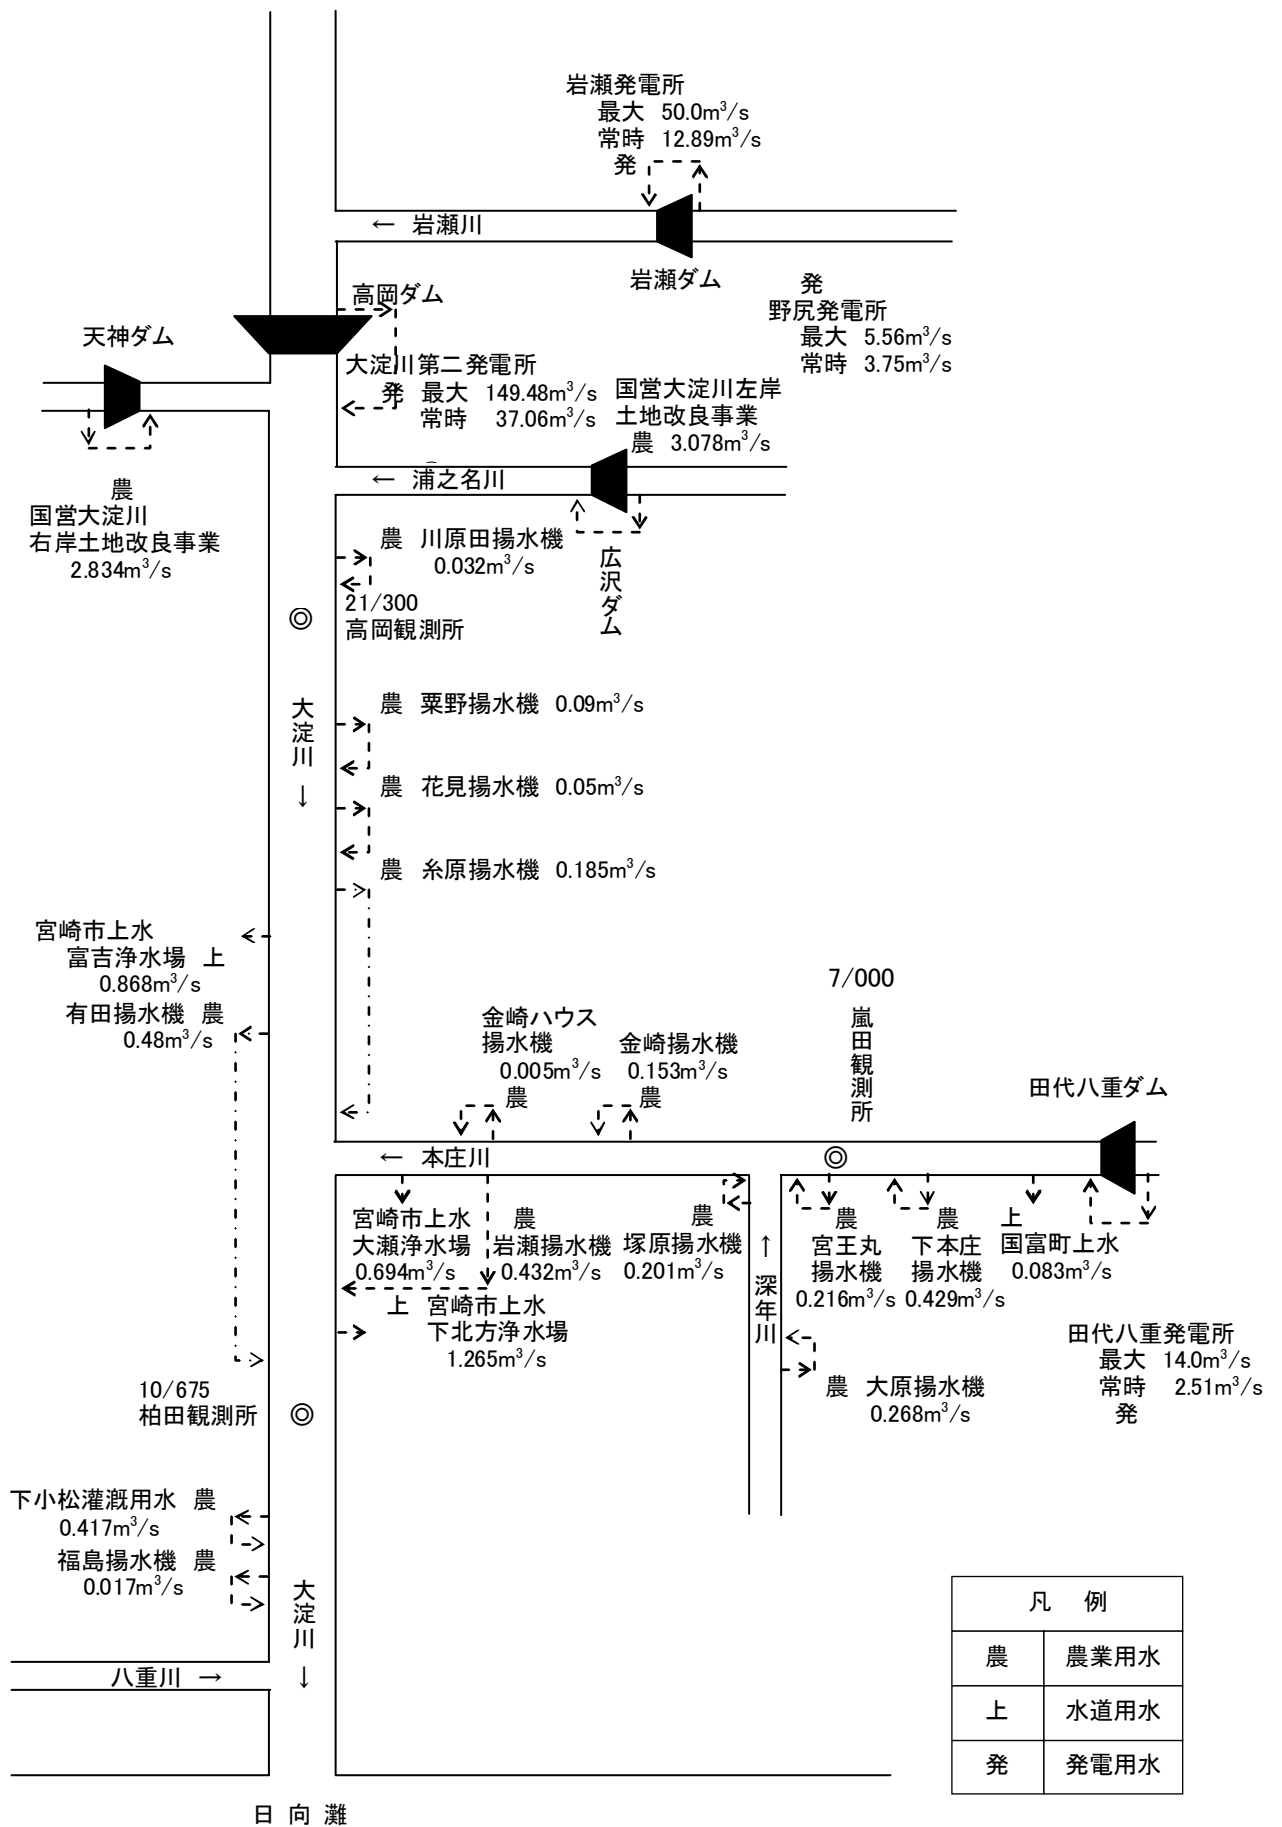 岩瀬発電所
最大 50.0m³/s
常時 12.89m³/s
発
← 岩瀬川
岩瀬ダム
発
野尻発電所
最大 5.56m³/s
常時 3.75m³/s
高岡ダム
天神ダム
大淀川第二発電所
発 最大 149.48m³/s
常時 37.06m³/s
国営大淀川左岸
土地改良事業
農 3.078m³/s
← 浦之名川
農
国営大淀川
右岸土地改良事業
2.834m³/s
農 川原田揚水機
0.032m³/s
広沢ダム
21/300
高岡観測所
◎
大淀川
↓
農 粟野揚水機 0.09m³/s
農 花見揚水機 0.05m³/s
農 糸原揚水機 0.185m³/s
宮崎市上水
富吉浄水場 上
0.868m³/s
有田揚水機 農
0.48m³/s
金崎ハウス
揚水機
0.005m³/s
農
金崎揚水機
0.153m³/s
農
7/000
嵐田観測所
田代八重ダム
← 本庄川
◎
宮崎市上水
大瀬浄水場
0.694m³/s
農
岩瀬揚水機
0.432m³/s
農
塚原揚水機
0.201m³/s
↑
深年川
農
宮王丸
揚水機
0.216m³/s
農
下本庄
揚水機
0.429m³/s
上
国富町上水
0.083m³/s
上 宮崎市上水
下北方浄水場
1.265m³/s
田代八重発電所
最大 14.0m³/s
常時 2.51m³/s
発
農 大原揚水機
0.268m³/s
10/675
柏田観測所
◎
下小松灌漑用水 農
0.417m³/s
福島揚水機 農
0.017m³/s
大淀川
↓
八重川 →
凡 例
農 農業用水
上 水道用水
発 発電用水
日 向 灘